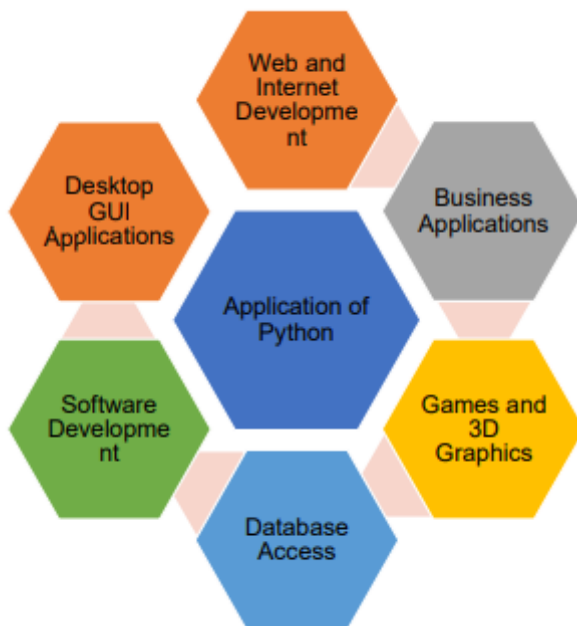 Web and
Internet
Developme
nt
Desktop
GUI
Applications
Business
Applications
Application of
Python
Software
Developme
nt
Games and
3D
Graphics
Database
Access